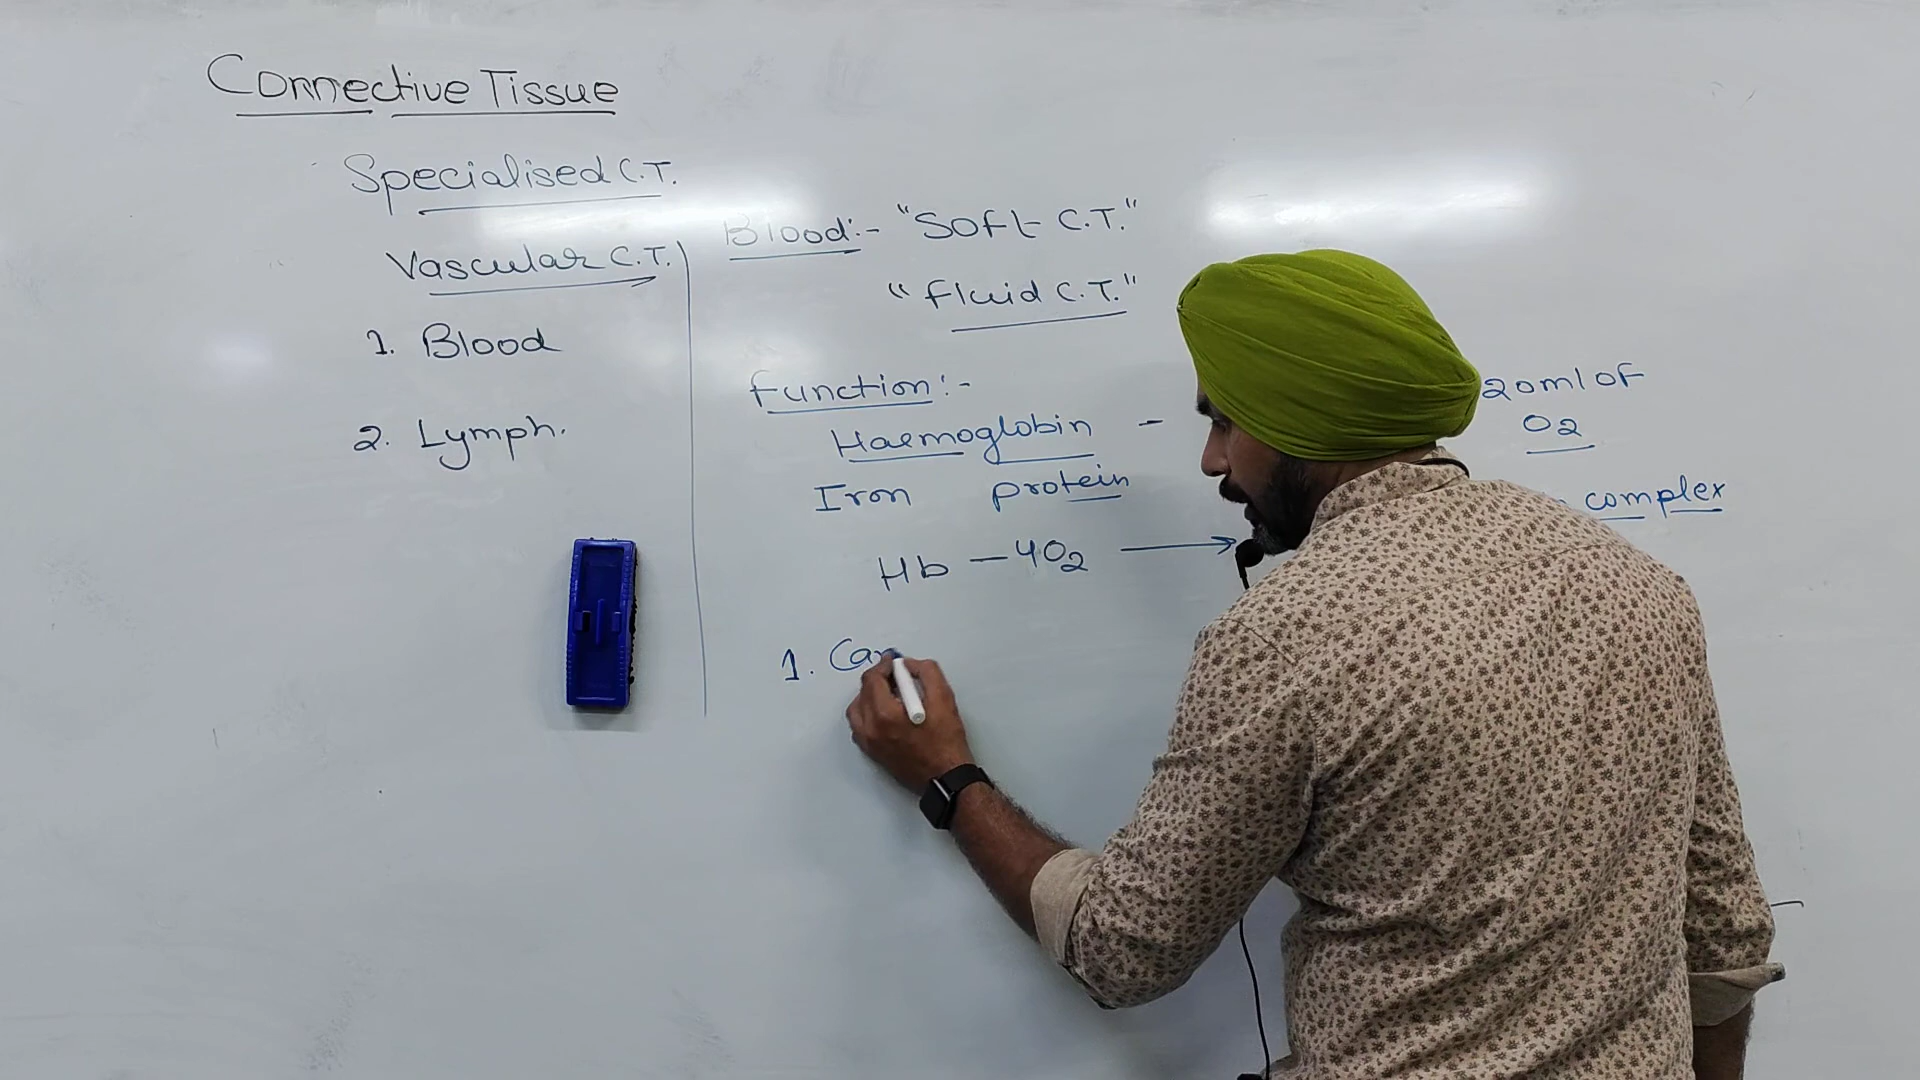 Connective Tissue
Specialised C.T.
Vascular C.T.
1. Blood
2. Lymph.
Blood:- "Soft C.T."
"fluid C.T."
function:-
Haemoglobin - 20ml of
O2
Iron protein complex
Hb - 4O2 →
1. Car